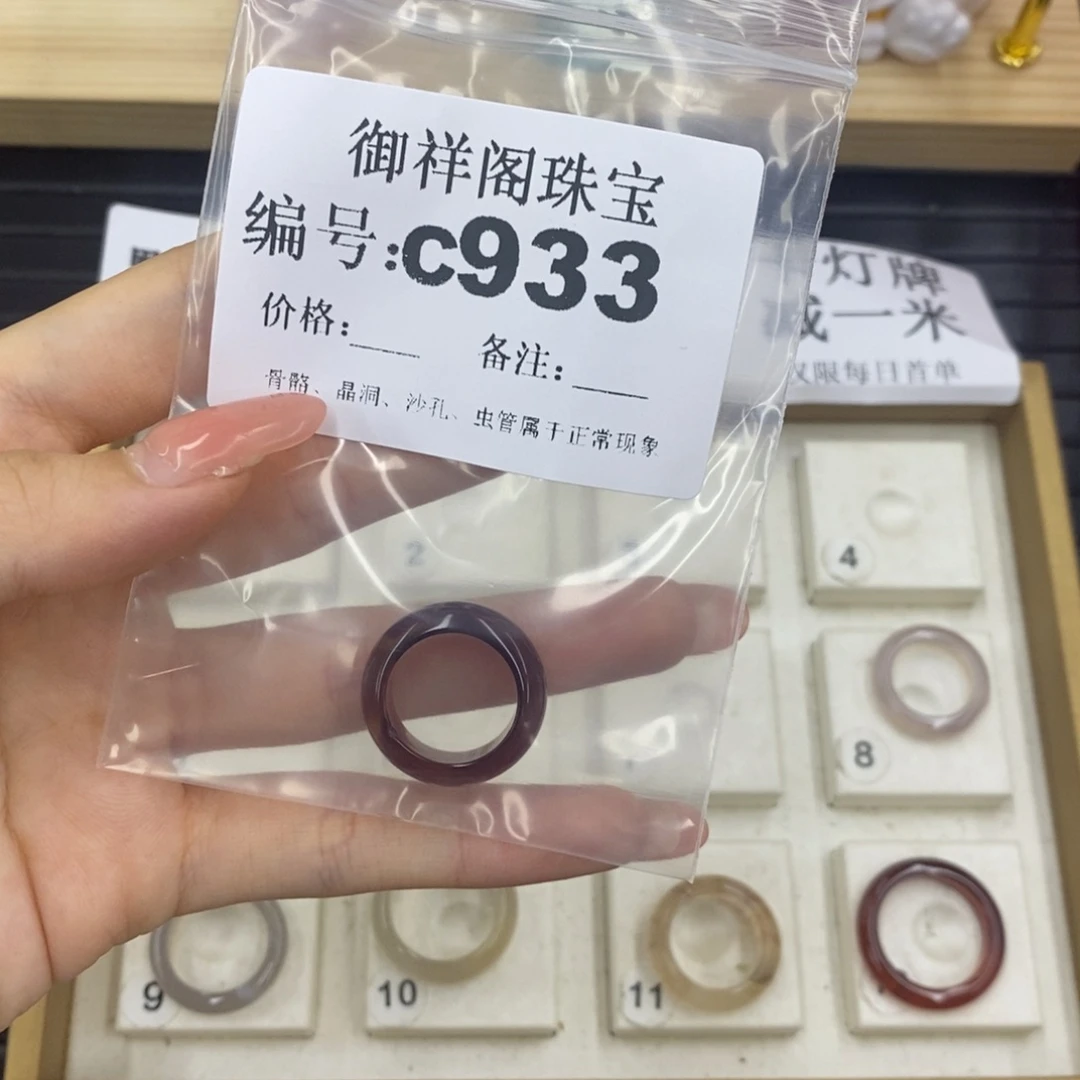 御祥阁珠宝
编号:c933
价格:____ 备注:____
骨骼、晶洞、沙孔、虫管属于正常现象
灯牌
一米
限每日首单
2
4
8
9
10
11